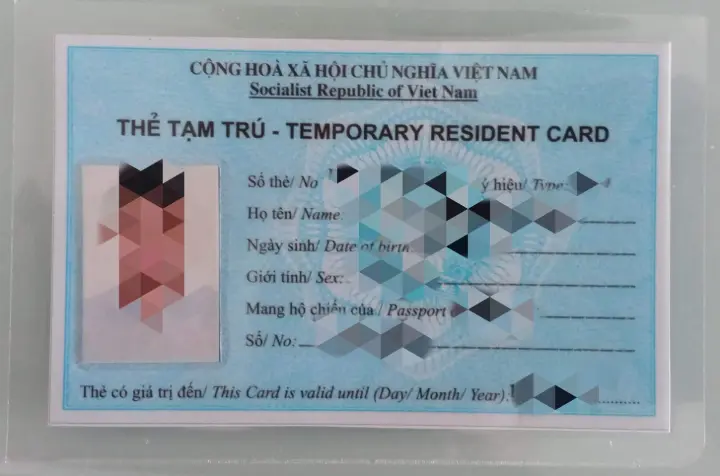 CỘNG HOÀ XÃ HỘI CHỦ NGHĨA VIỆT NAM
Socialist Republic of Viet Nam
THẺ TẠM TRÚ - TEMPORARY RESIDENT CARD
Số thẻ/ No ý hiệu/ Type:
Họ tên/ Name:
Ngày sinh/ Date of birth
Giới tính/ Sex:
Mang hộ chiếu của/ Passport
Số/ No:
Thẻ có giá trị đến/ This Card is valid until (Day/ Month/ Year):